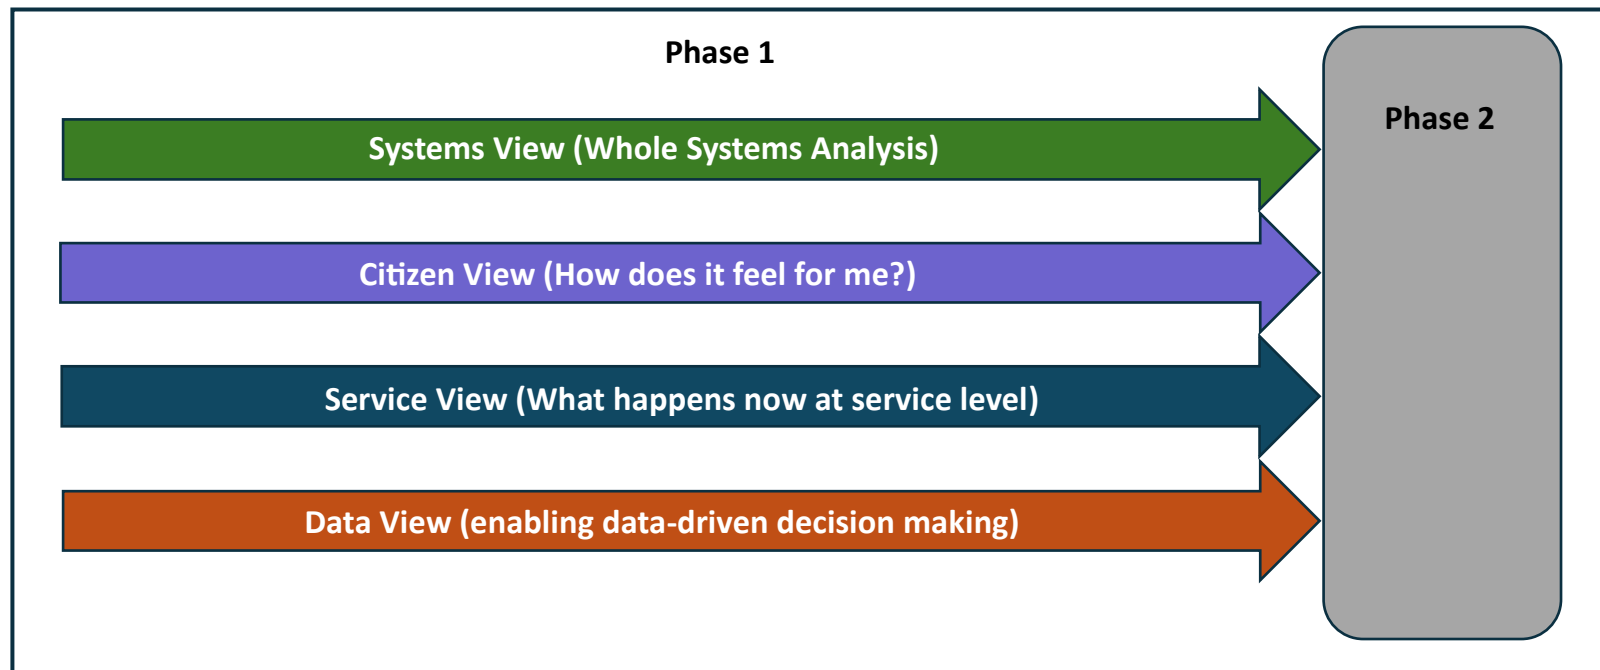 Phase 1
Phase 2
Systems View (Whole Systems Analysis)
Citizen View (How does it feel for me?)
Service View (What happens now at service level)
Data View (enabling data-driven decision making)